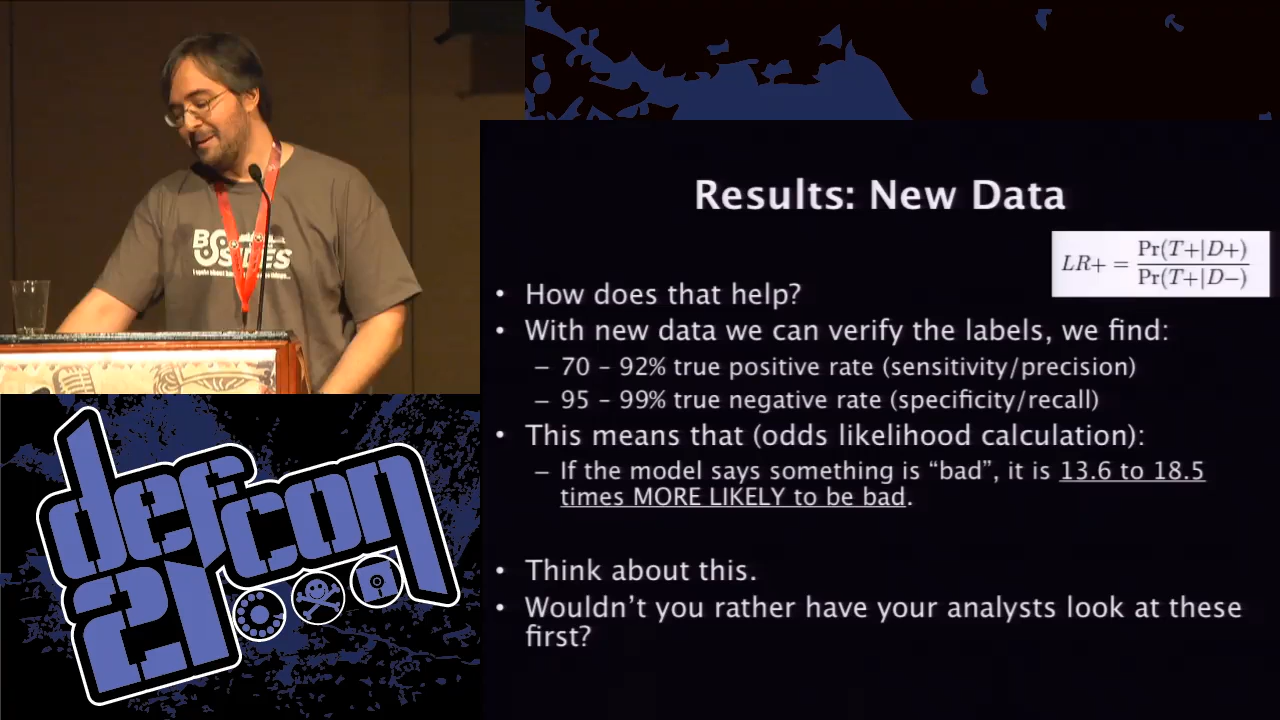 BSIDES
Results: New Data
LR+ = Pr(T+|D+) / Pr(T+|D−)
• How does that help?
• With new data we can verify the labels, we find:
– 70 – 92% true positive rate (sensitivity/precision)
– 95 – 99% true negative rate (specificity/recall)
• This means that (odds likelihood calculation):
– If the model says something is “bad”, it is 13.6 to 18.5
times MORE LIKELY to be bad.
• Think about this.
• Wouldn’t you rather have your analysts look at these
first?
defcon
21